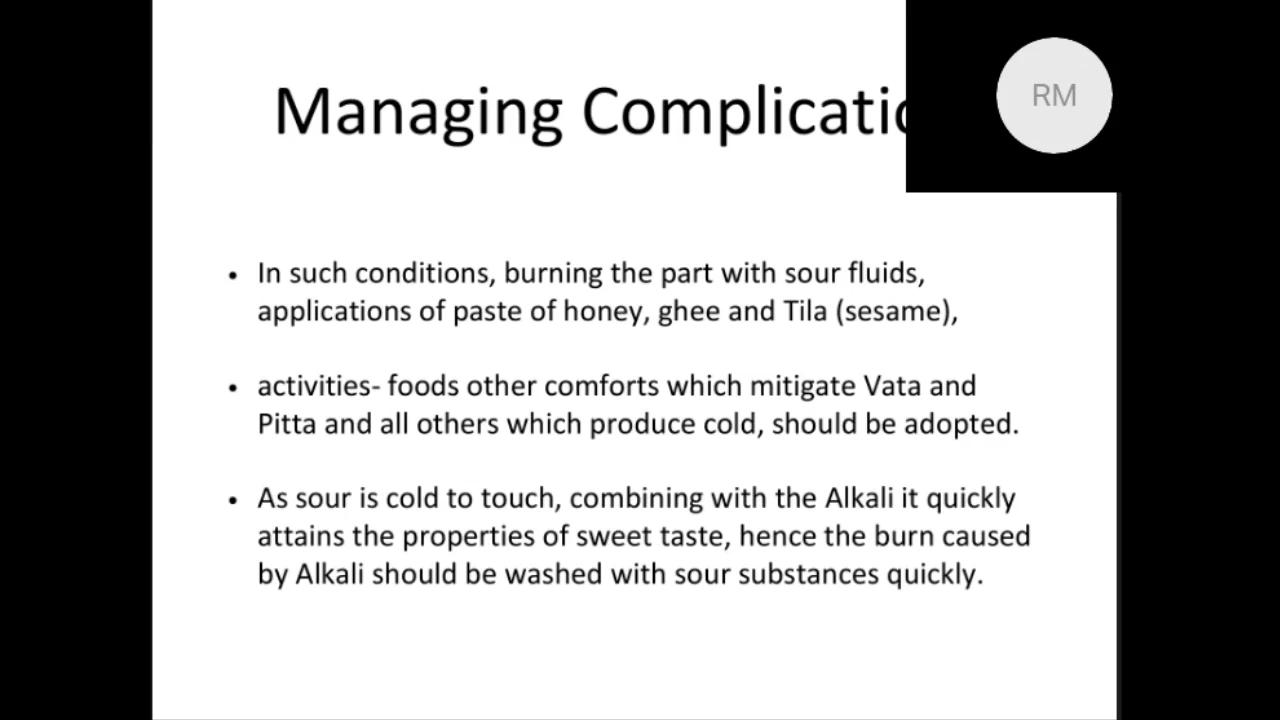 Managing Complicatio
RM
• In such conditions, burning the part with sour fluids,
applications of paste of honey, ghee and Tila (sesame),
• activities- foods other comforts which mitigate Vata and
Pitta and all others which produce cold, should be adopted.
• As sour is cold to touch, combining with the Alkali it quickly
attains the properties of sweet taste, hence the burn caused
by Alkali should be washed with sour substances quickly.